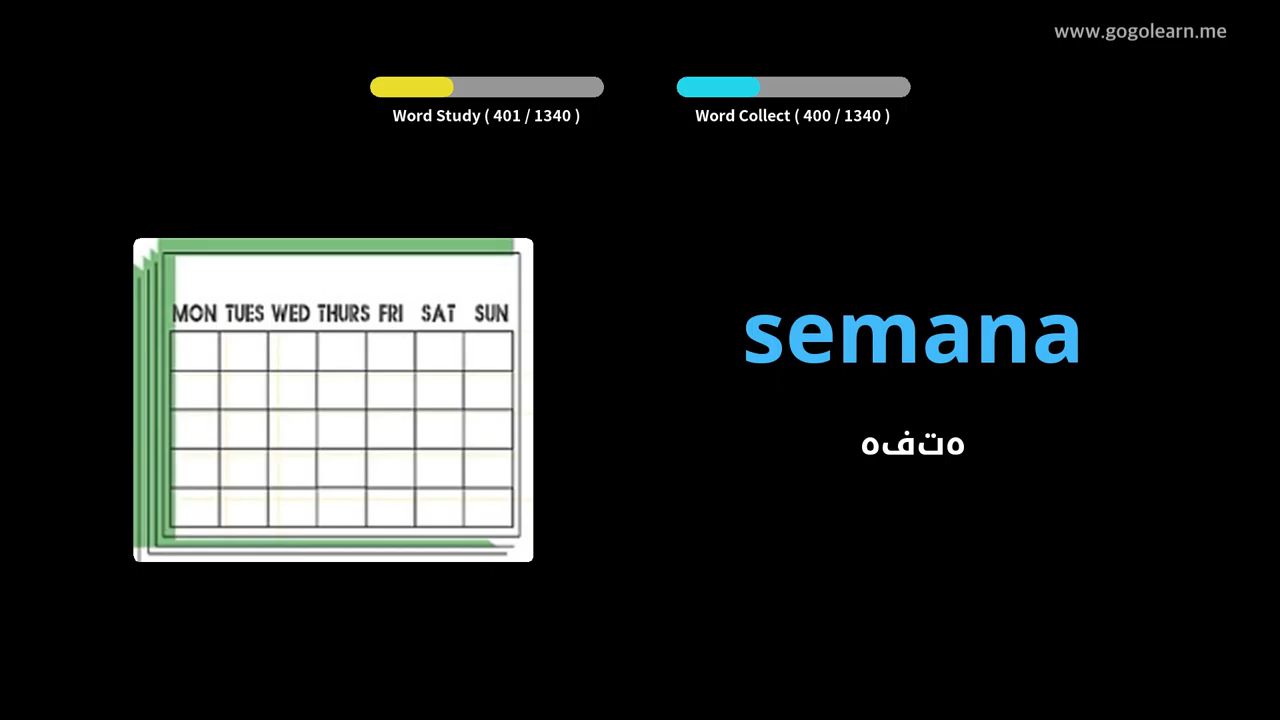 www.gogolearn.me
Word Study ( 401 / 1340 )
Word Collect ( 400 / 1340 )
MON TUES WED THURS FRI SAT SUN
semana
هفته